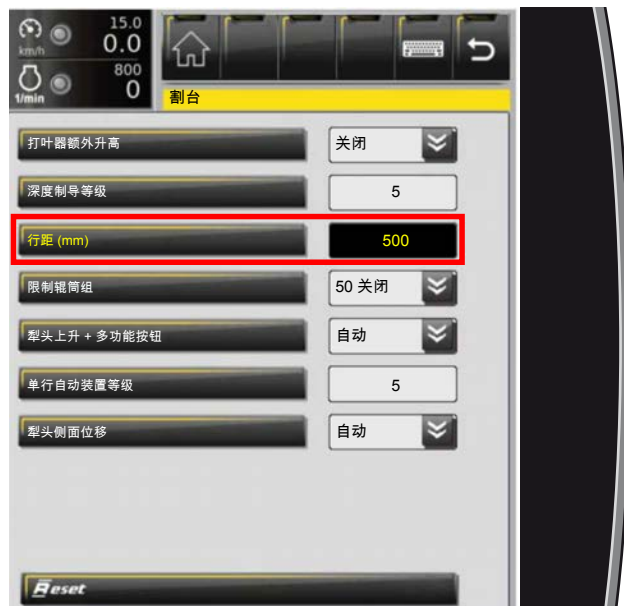 15.0
km/h 0.0
800
1/min 0
割台
打叶器额外升高 关闭
深度制导等级 5
行距 (mm) 500
限制辊筒组 50 关闭
犁头上升 + 多功能按钮 自动
单行自动装置等级 5
犁头侧面位移 自动
Reset